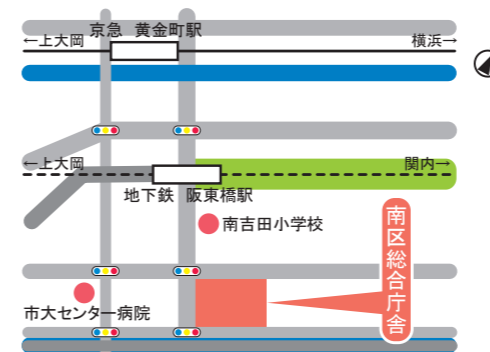 京急 黄金町駅
←上大岡
横浜→
←上大岡
関内→
地下鉄 阪東橋駅
南吉田小学校
南区総合庁舎
市大センター病院